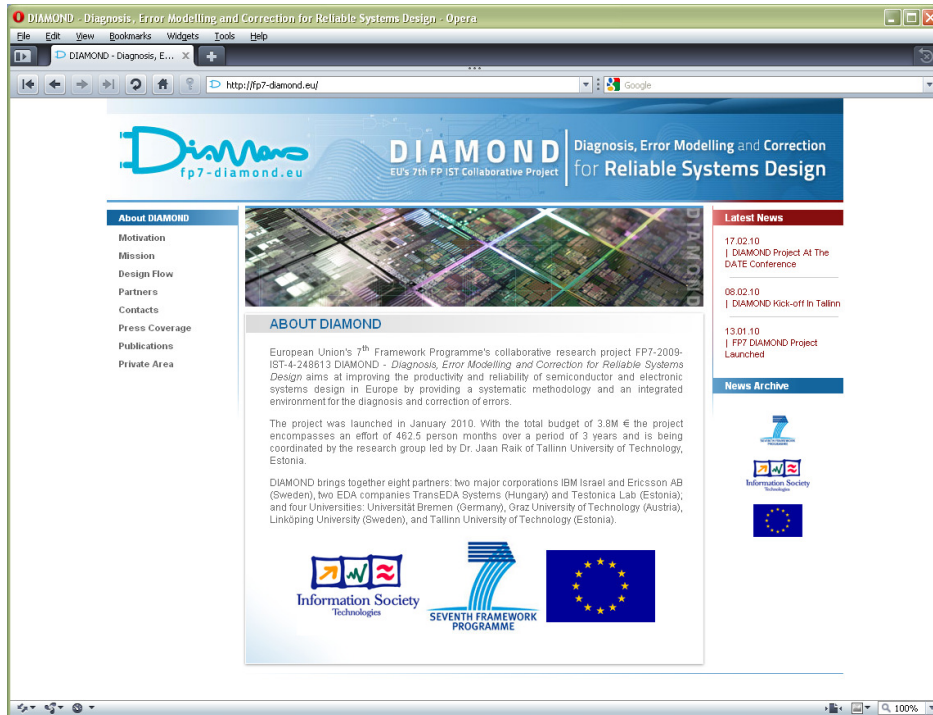 DIAMOND - Diagnosis, Error Modelling and Correction for Reliable Systems Design - Opera
File Edit View Bookmarks Widgets Tools Help
DIAMOND - Diagnosis, E...
http://fp7-diamond.eu/
Google
Diamond
fp7-diamond.eu
DIAMOND
EU's 7th FP IST Collaborative Project
Diagnosis, Error Modelling and Correction
for Reliable Systems Design
About DIAMOND
Motivation
Mission
Design Flow
Partners
Contacts
Press Coverage
Publications
Private Area
DIAMOND
ABOUT DIAMOND
European Union's 7th Framework Programme's collaborative research project FP7-2009-
IST-4-248613 DIAMOND - Diagnosis, Error Modelling and Correction for Reliable Systems
Design aims at improving the productivity and reliability of semiconductor and electronic
systems design in Europe by providing a systematic methodology and an integrated
environment for the diagnosis and correction of errors.
The project was launched in January 2010. With the total budget of 3.8M € the project
encompasses an effort of 462.5 person months over a period of 3 years and is being
coordinated by the research group led by Dr. Jaan Raik of Tallinn University of Technology,
Estonia.
DIAMOND brings together eight partners: two major corporations IBM Israel and Ericsson AB
(Sweden), two EDA companies TransEDA Systems (Hungary) and Testonica Lab (Estonia);
and four Universities: Universität Bremen (Germany), Graz University of Technology (Austria),
Linköping University (Sweden), and Tallinn University of Technology (Estonia).
Information Society
Technologies
SEVENTH FRAMEWORK
PROGRAMME
Latest News
17.02.10
| DIAMOND Project At The
DATE Conference
08.02.10
| DIAMOND Kick-off In Tallinn
13.01.10
| FP7 DIAMOND Project
Launched
News Archive
SEVENTH FRAMEWORK
PROGRAMME
Information Society
Technologies
100%